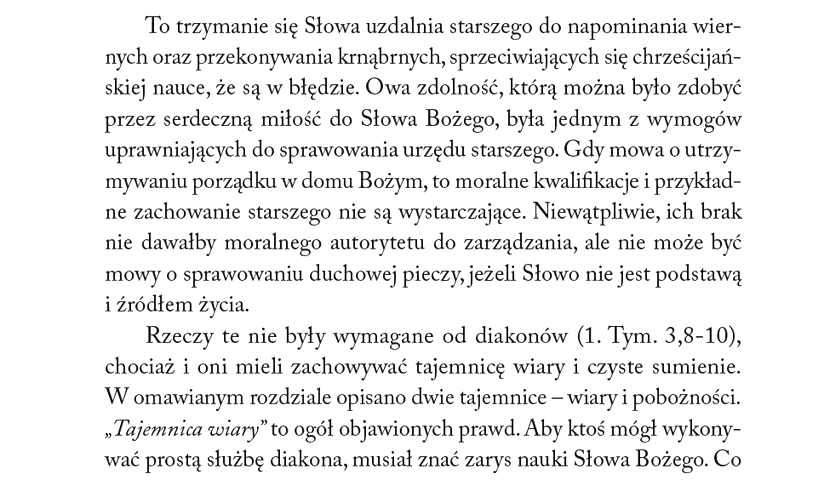 To trzymanie się Słowa uzdalnia starszego do napominania wier-
nych oraz przekonywania krnąbrnych, sprzeciwiających się chrześcijań-
skiej nauce, że są w błędzie. Owa zdolność, którą można było zdobyć
przez serdeczną miłość do Słowa Bożego, była jednym z wymogów
uprawniających do sprawowania urzędu starszego. Gdy mowa o utrzy-
mywaniu porządku w domu Bożym, to moralne kwalifikacje i przykład-
ne zachowanie starszego nie są wystarczające. Niewątpliwie, ich brak
nie dawałby moralnego autorytetu do zarządzania, ale nie może być
mowy o sprawowaniu duchowej pieczy, jeżeli Słowo nie jest podstawą
i źródłem życia.
Rzeczy te nie były wymagane od diakonów (1. Tym. 3,8-10),
chociaż i oni mieli zachowywać tajemnicę wiary i czyste sumienie.
W omawianym rozdziale opisano dwie tajemnice – wiary i pobożności.
„Tajemnica wiary” to ogół objawionych prawd. Aby ktoś mógł wykony-
wać prostą służbę diakona, musiał znać zarys nauki Słowa Bożego. Co